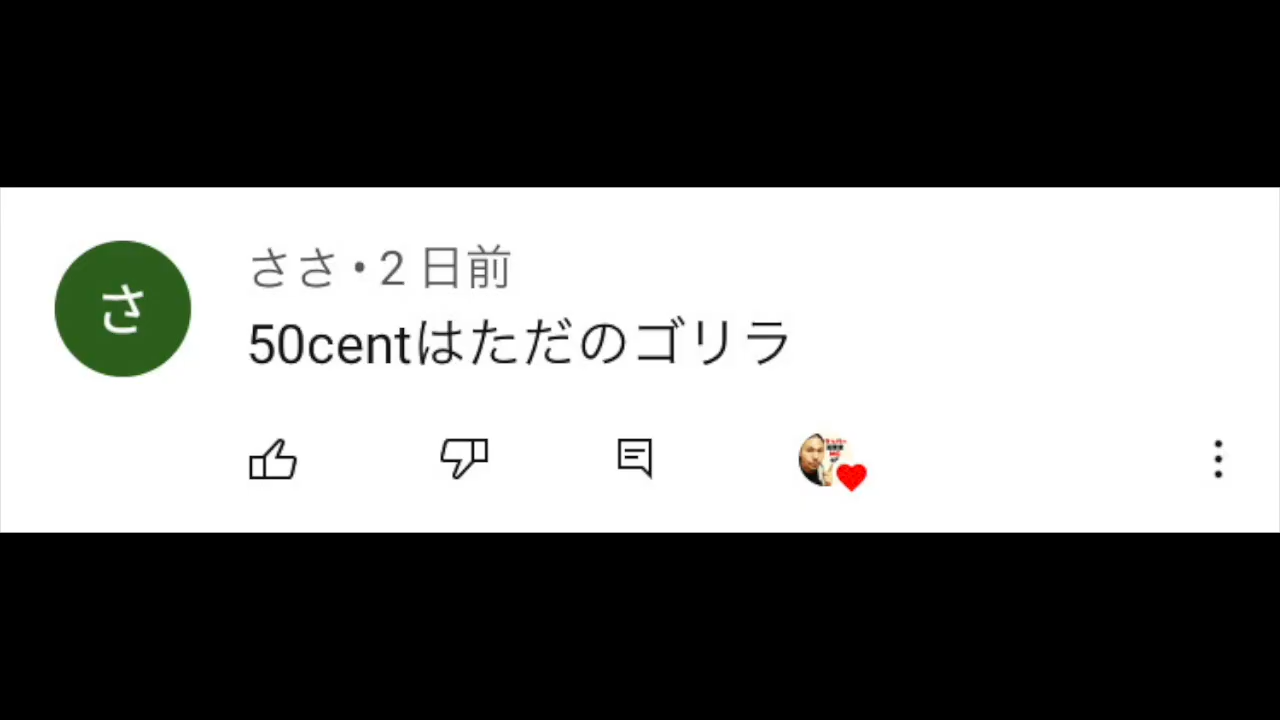 さ
ささ • 2 日前
50centはただのゴリラ